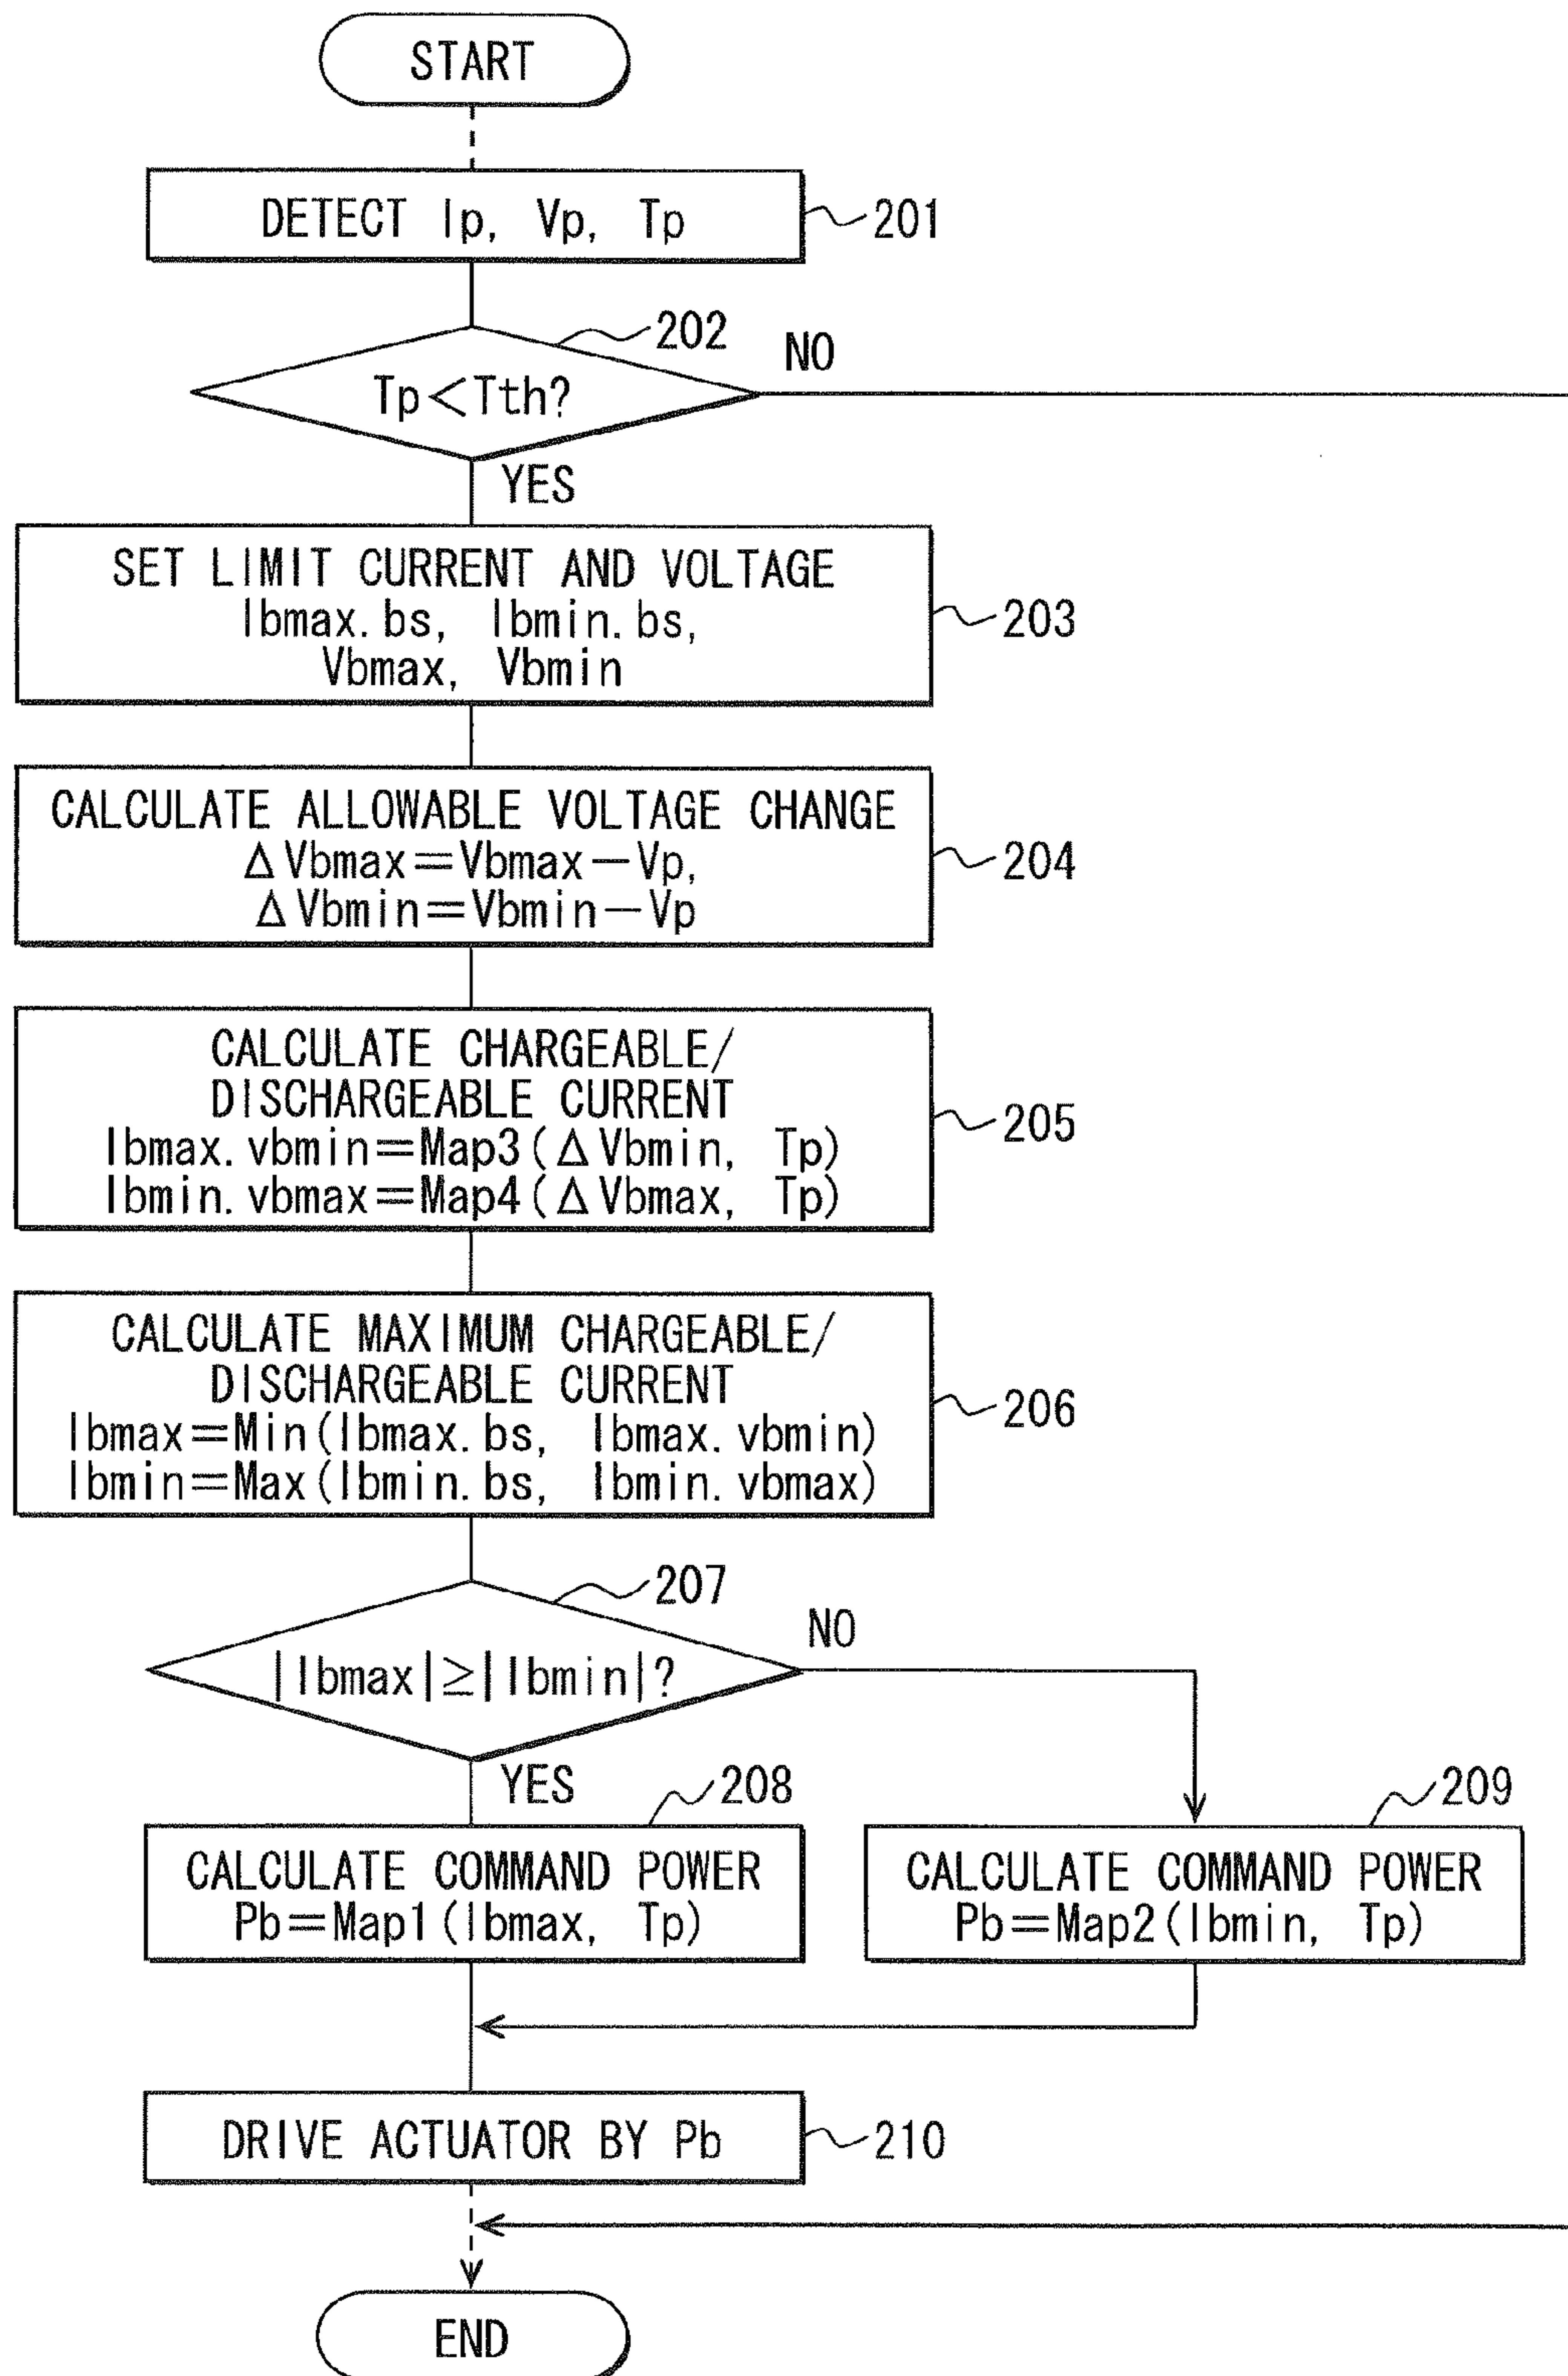 START
DETECT Ip, Vp, Tp
201
202
Tp<Tth?
NO
YES
SET LIMIT CURRENT AND VOLTAGE
Ibmax.bs, Ibmin.bs,
Vbmax, Vbmin
203
CALCULATE ALLOWABLE VOLTAGE CHANGE
ΔVbmax=Vbmax−Vp,
ΔVbmin=Vbmin−Vp
204
CALCULATE CHARGEABLE/
DISCHARGEABLE CURRENT
Ibmax.vbmin=Map3(ΔVbmin, Tp)
Ibmin.vbmax=Map4(ΔVbmax, Tp)
205
CALCULATE MAXIMUM CHARGEABLE/
DISCHARGEABLE CURRENT
Ibmax=Min(Ibmax.bs, Ibmax.vbmin)
Ibmin=Max(Ibmin.bs, Ibmin.vbmax)
206
207
|Ibmax|≥|Ibmin|?
NO
YES
208
CALCULATE COMMAND POWER
Pb=Map1(Ibmax, Tp)
209
CALCULATE COMMAND POWER
Pb=Map2(Ibmin, Tp)
DRIVE ACTUATOR BY Pb
210
END